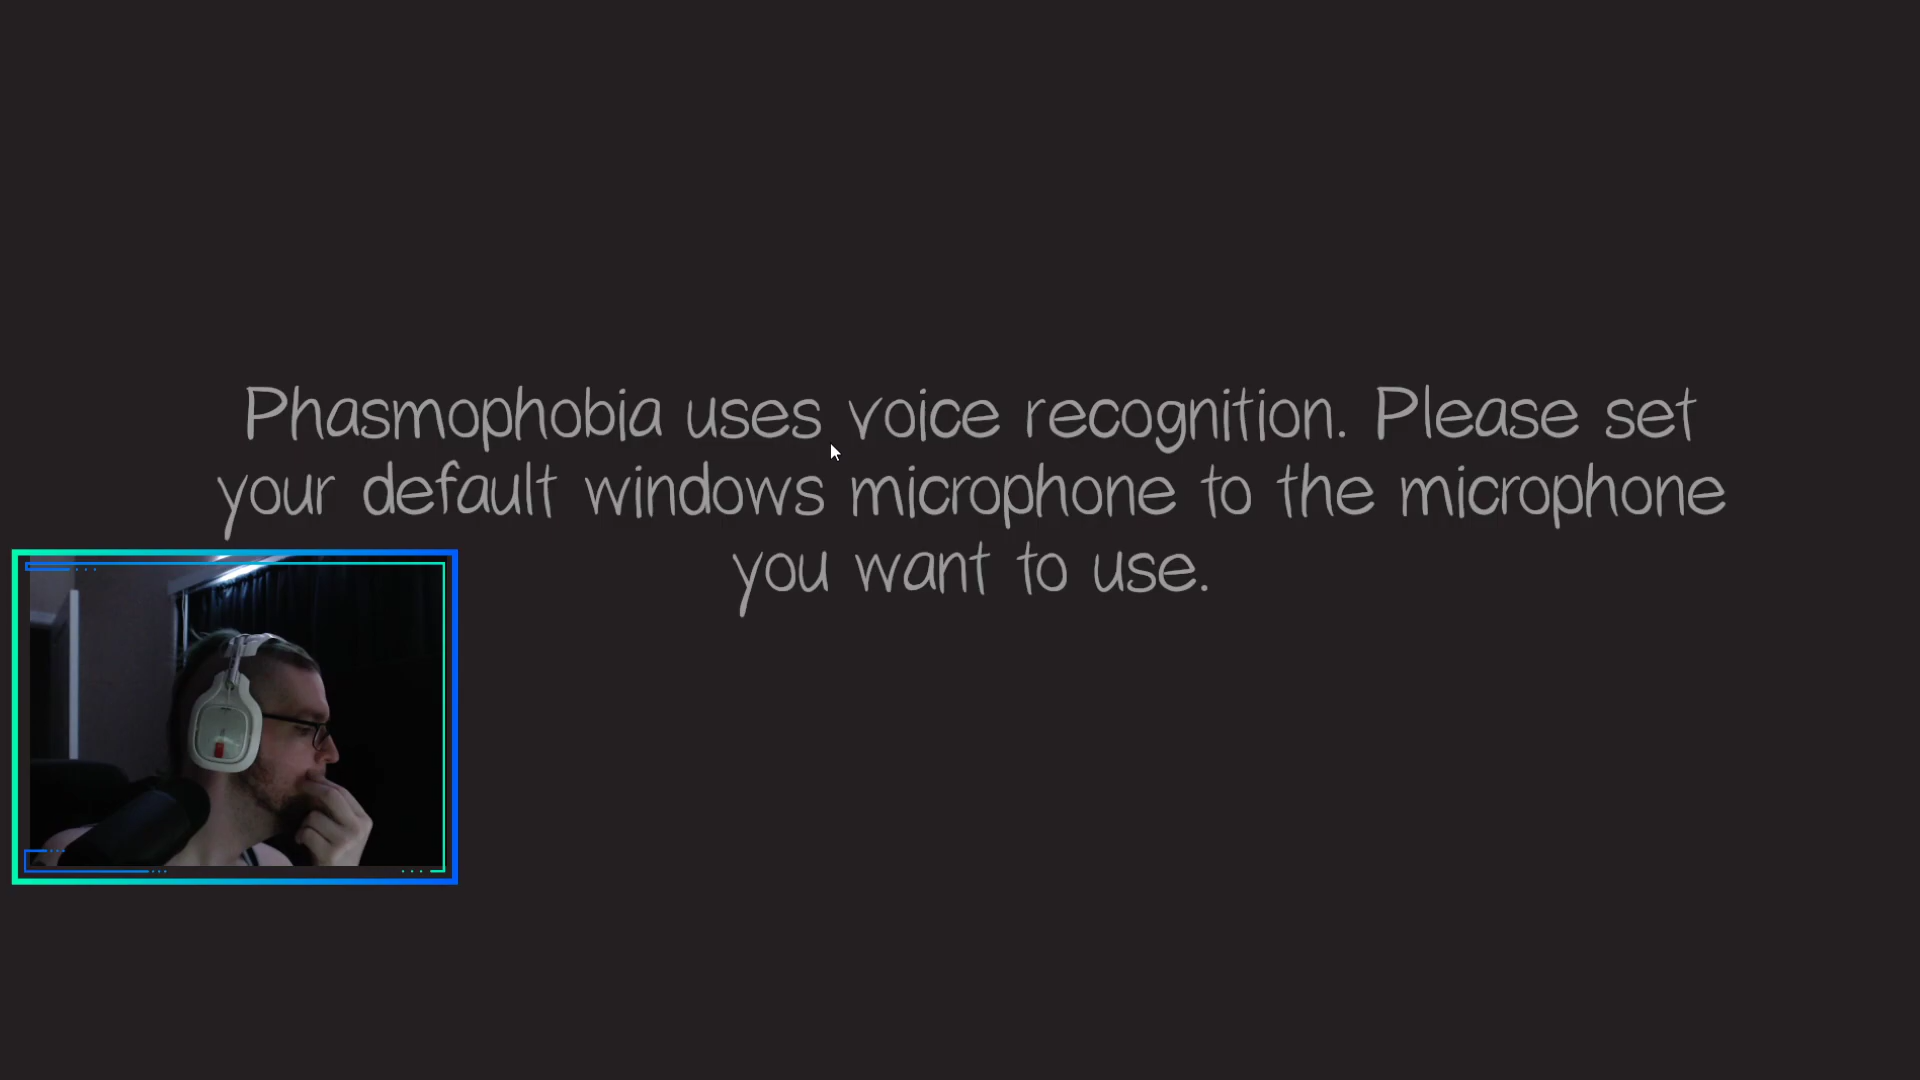 Phasmophobia uses voice recognition. Please set
your default windows microphone to the microphone
you want to use.